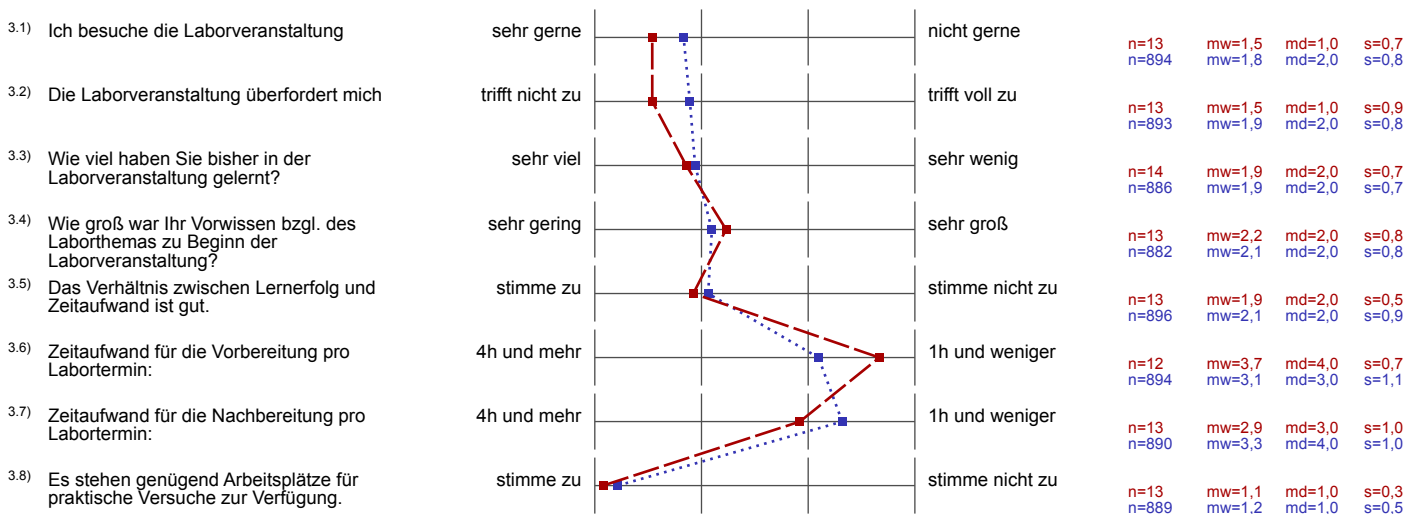 3.1) Ich besuche die Laborveranstaltung sehr gerne nicht gerne
n=13 mw=1,5 md=1,0 s=0,7
n=894 mw=1,8 md=2,0 s=0,8
3.2) Die Laborveranstaltung überfordert mich trifft nicht zu trifft voll zu
n=13 mw=1,5 md=1,0 s=0,9
n=893 mw=1,9 md=2,0 s=0,8
3.3) Wie viel haben Sie bisher in der sehr viel sehr wenig
Laborveranstaltung gelernt?
n=14 mw=1,9 md=2,0 s=0,7
n=886 mw=1,9 md=2,0 s=0,7
3.4) Wie groß war Ihr Vorwissen bzgl. des sehr gering sehr groß
Laborthemas zu Beginn der
Laborveranstaltung?
n=13 mw=2,2 md=2,0 s=0,8
n=882 mw=2,1 md=2,0 s=0,8
3.5) Das Verhältnis zwischen Lernerfolg und stimme zu stimme nicht zu
Zeitaufwand ist gut.
n=13 mw=1,9 md=2,0 s=0,5
n=896 mw=2,1 md=2,0 s=0,9
3.6) Zeitaufwand für die Vorbereitung pro 4h und mehr 1h und weniger
Labortermin:
n=12 mw=3,7 md=4,0 s=0,7
n=894 mw=3,1 md=3,0 s=1,1
3.7) Zeitaufwand für die Nachbereitung pro 4h und mehr 1h und weniger
Labortermin:
n=13 mw=2,9 md=3,0 s=1,0
n=890 mw=3,3 md=4,0 s=1,0
3.8) Es stehen genügend Arbeitsplätze für stimme zu stimme nicht zu
praktische Versuche zur Verfügung.
n=13 mw=1,1 md=1,0 s=0,3
n=889 mw=1,2 md=1,0 s=0,5